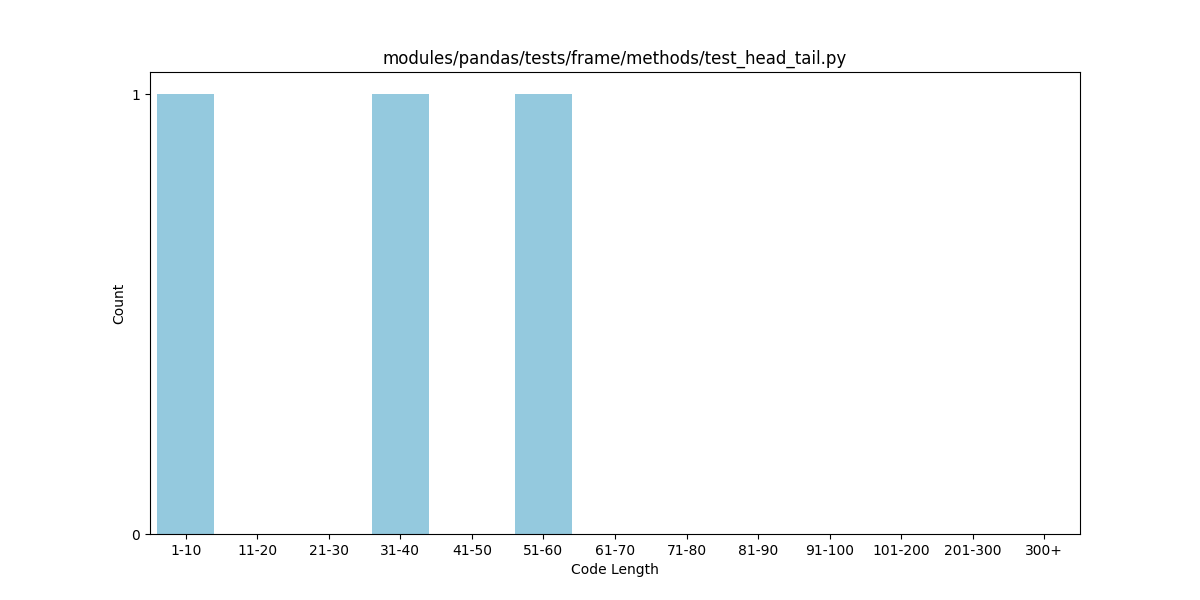 modules/pandas/tests/frame/methods/test_head_tail.py
1
Count
0
1-10 11-20 21-30 31-40 41-50 51-60 61-70 71-80 81-90 91-100 101-200 201-300 300+
Code Length